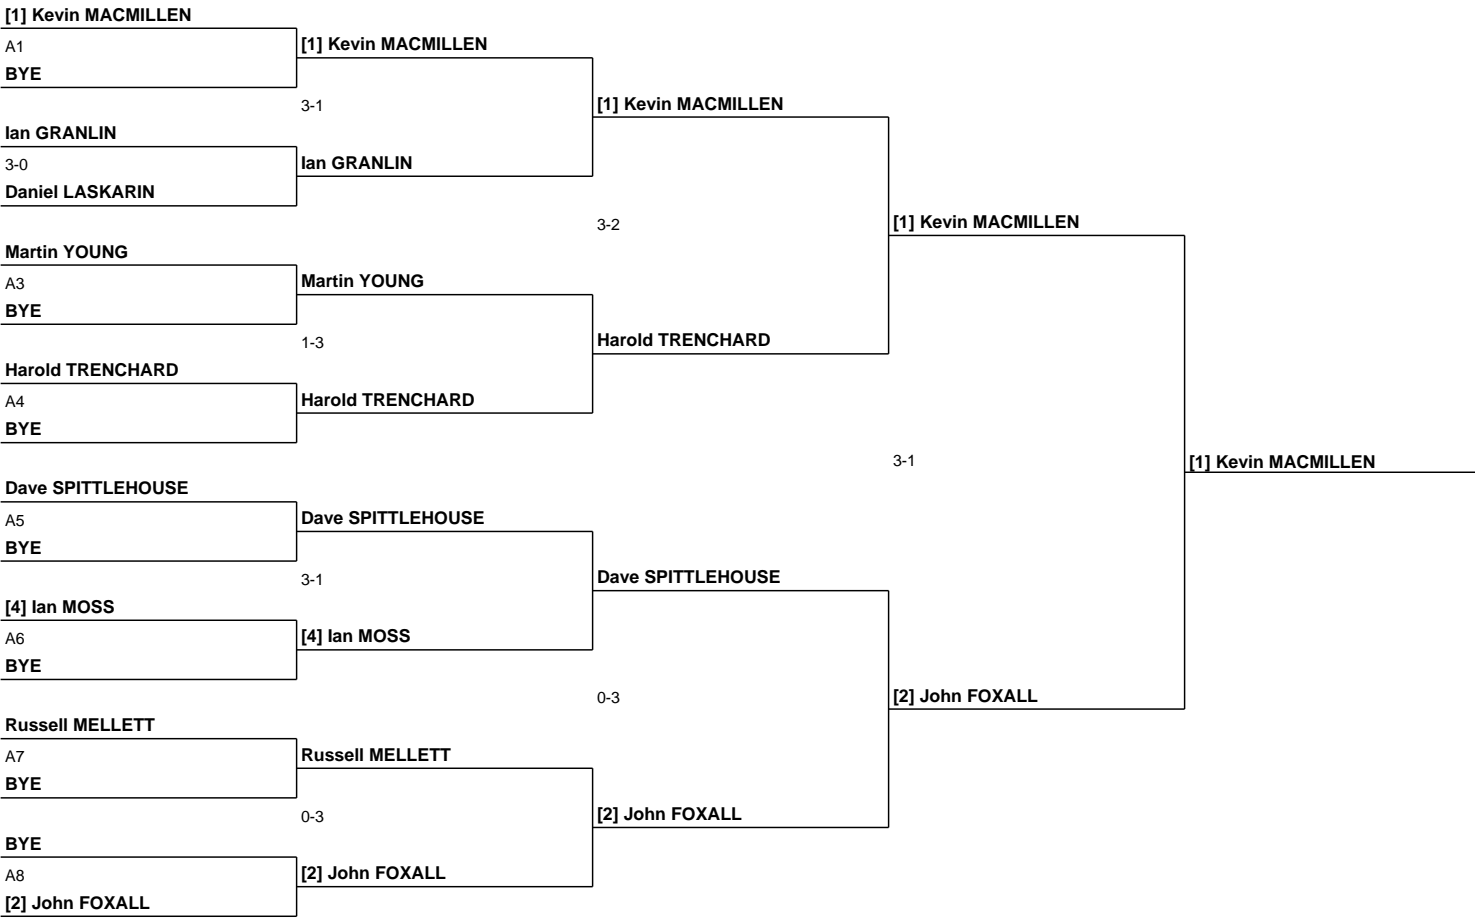 [1] Kevin MACMILLEN
A1
BYE
Ian GRANLIN
3-0
Daniel LASKARIN
Martin YOUNG
A3
BYE
Harold TRENCHARD
A4
BYE
Dave SPITTLEHOUSE
A5
BYE
[4] Ian MOSS
A6
BYE
Russell MELLETT
A7
BYE
BYE
A8
[2] John FOXALL
[1] Kevin MACMILLEN
3-1
Ian GRANLIN
Martin YOUNG
1-3
Harold TRENCHARD
Dave SPITTLEHOUSE
3-1
[4] Ian MOSS
Russell MELLETT
0-3
[2] John FOXALL
[1] Kevin MACMILLEN
3-2
Harold TRENCHARD
Dave SPITTLEHOUSE
0-3
[2] John FOXALL
[1] Kevin MACMILLEN
3-1
[2] John FOXALL
[1] Kevin MACMILLEN